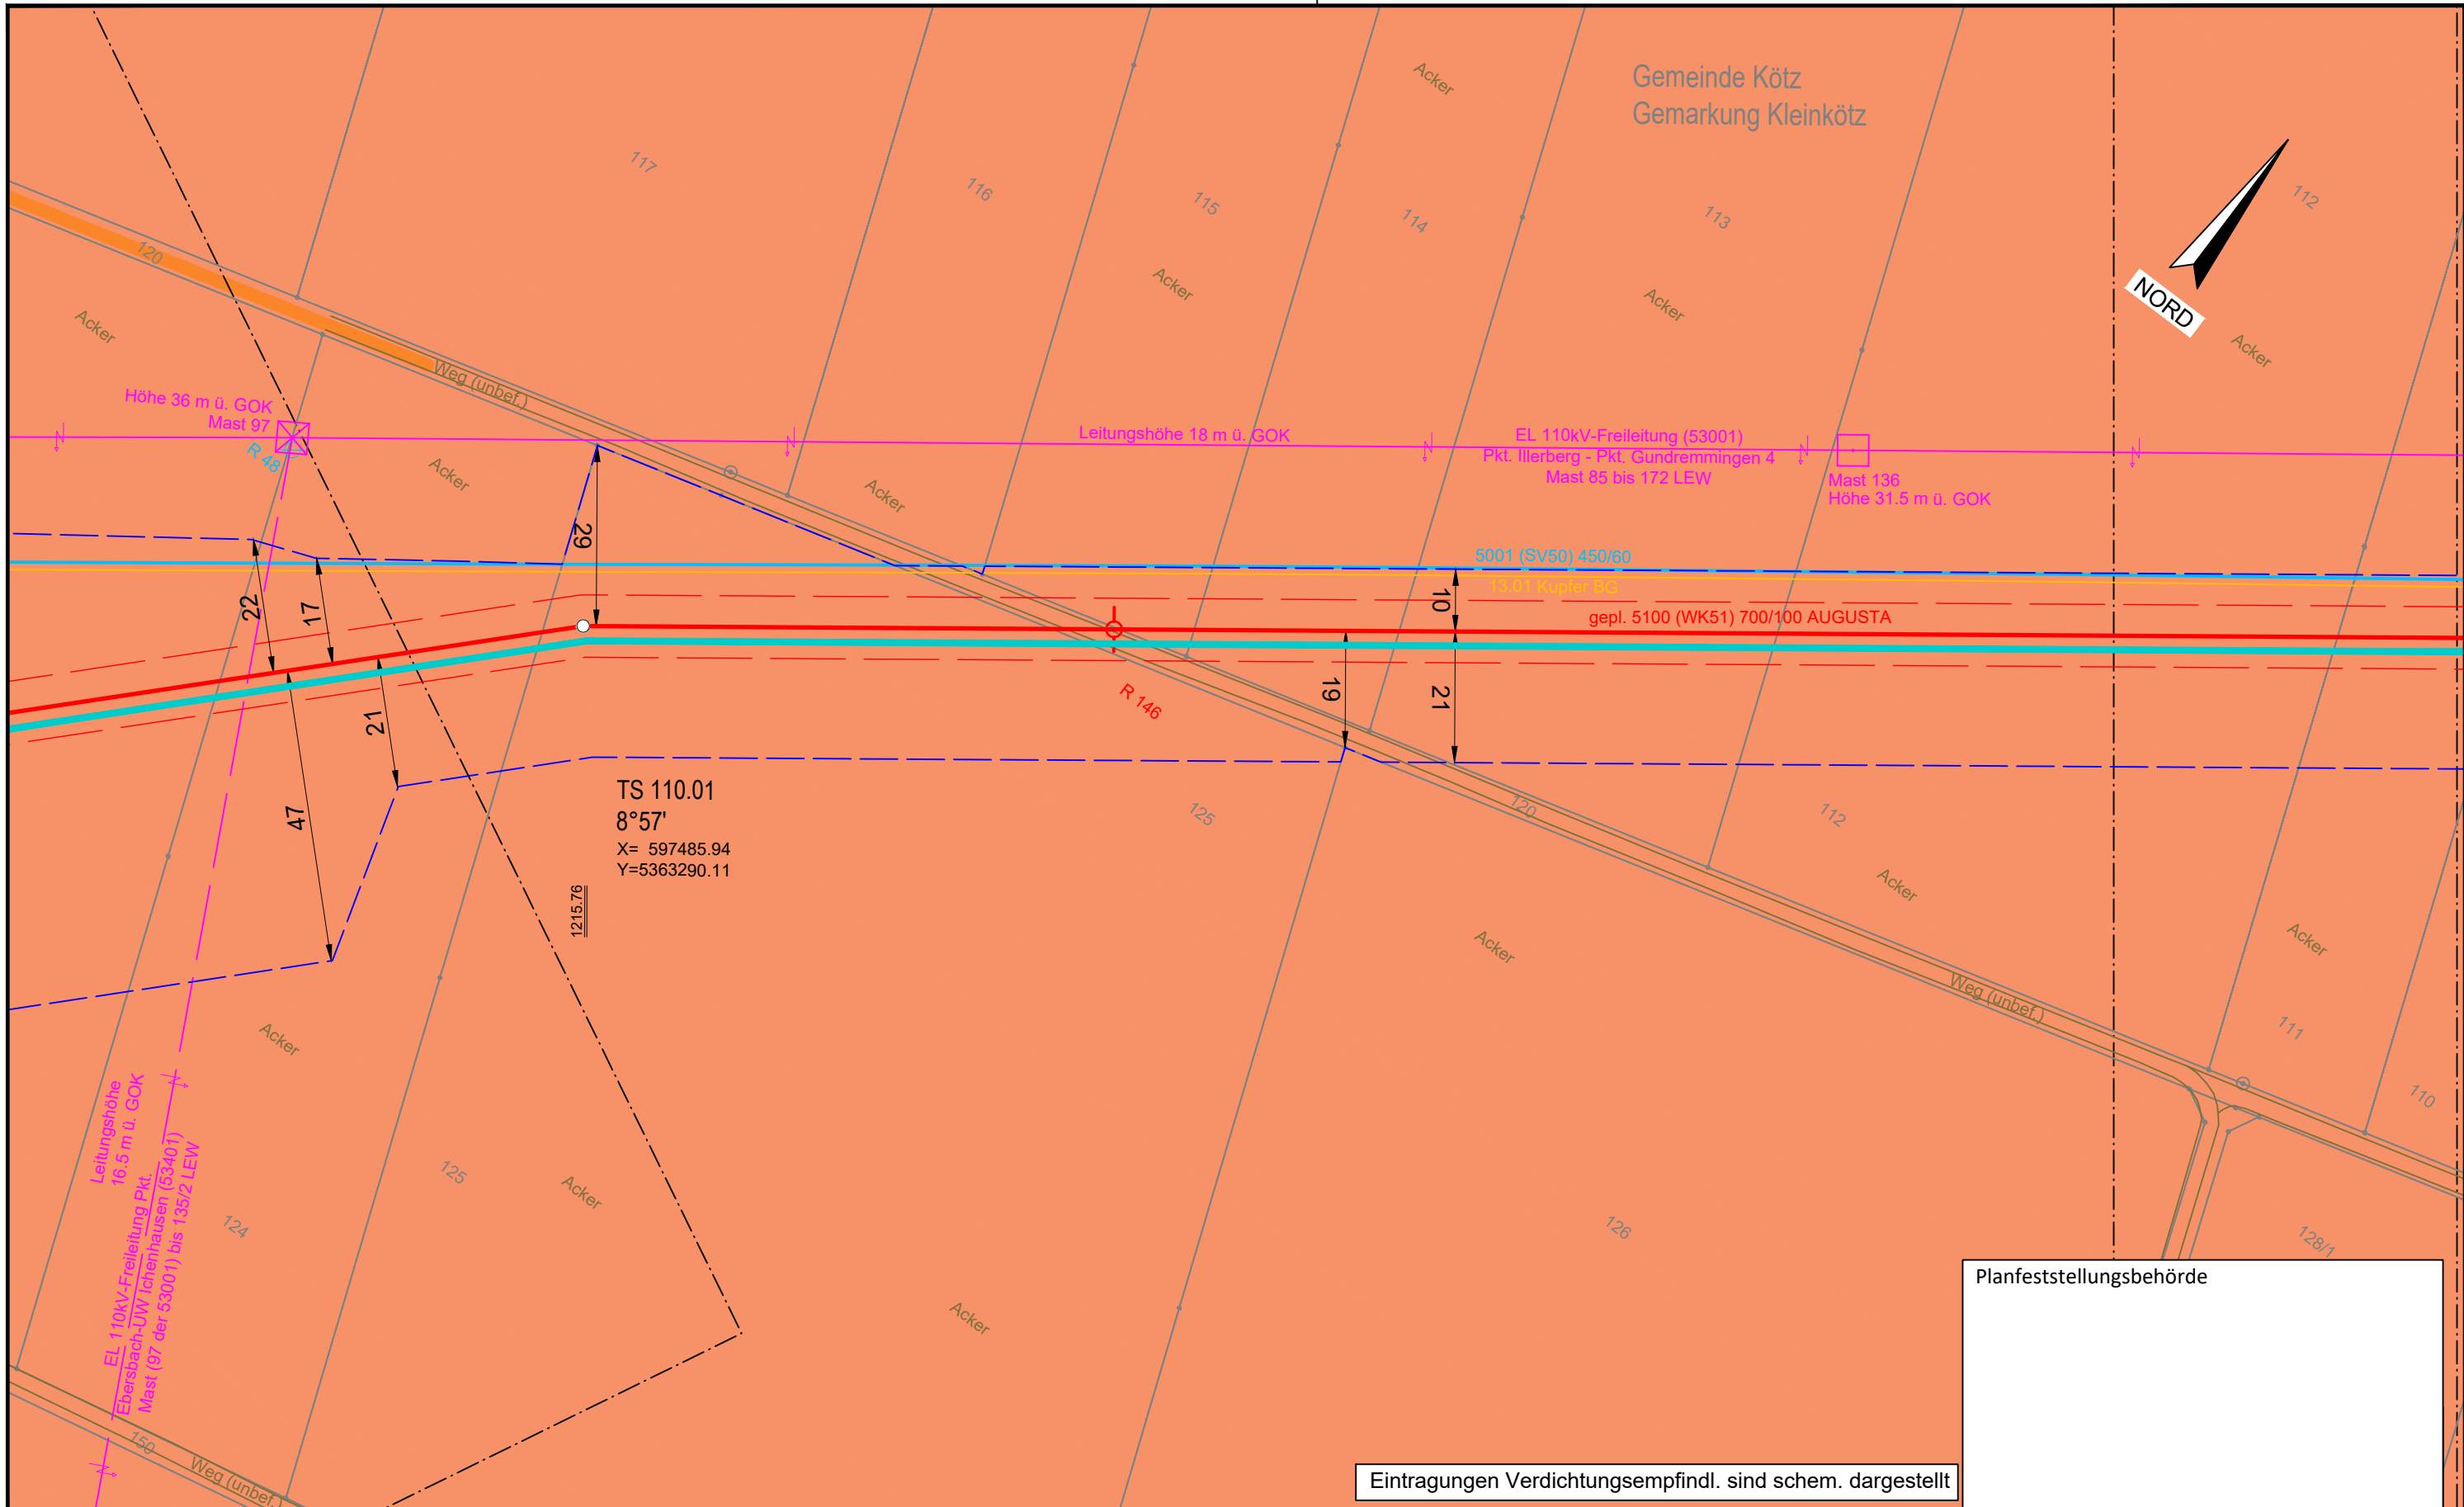 Gemeinde Kötz
Gemarkung Kleinkötz
Acker
117
116
115
114
113
112
NORD
120
Acker
Acker
Acker
Acker
Weg (unbef.)
Höhe 36 m ü. GOK
Mast 97
R 48
Acker
Acker
Leitungshöhe 18 m ü. GOK
EL 110kV-Freileitung (53001)
Pkt. Illerberg - Pkt. Gundremmingen 4
Mast 85 bis 172 LEW
Mast 136
Höhe 31.5 m ü. GOK
29
22
17
5001 (SV50) 450/60
13.01 Kupfer BG
10
gepl. 5100 (WK51) 700/100 AUGUSTA
R 146
19
21
21
47
TS 110.01
8°57'
X= 597485.94
Y=5363290.11
1215.76
125
120
112
Acker
Acker
Acker
Weg (unbef.)
111
110
Acker
Leitungshöhe
16.5 m ü. GOK
EL 110kV-Freileitung Pkt.
Ebersbach-UW Ichenhausen (53401)
Mast (97 der 53001) bis 135/2 LEW
124
125
Acker
126
128/1
Acker
150
Weg (unbef.)
Planfeststellungsbehörde
Eintragungen Verdichtungsempfindl. sind schem. dargestellt